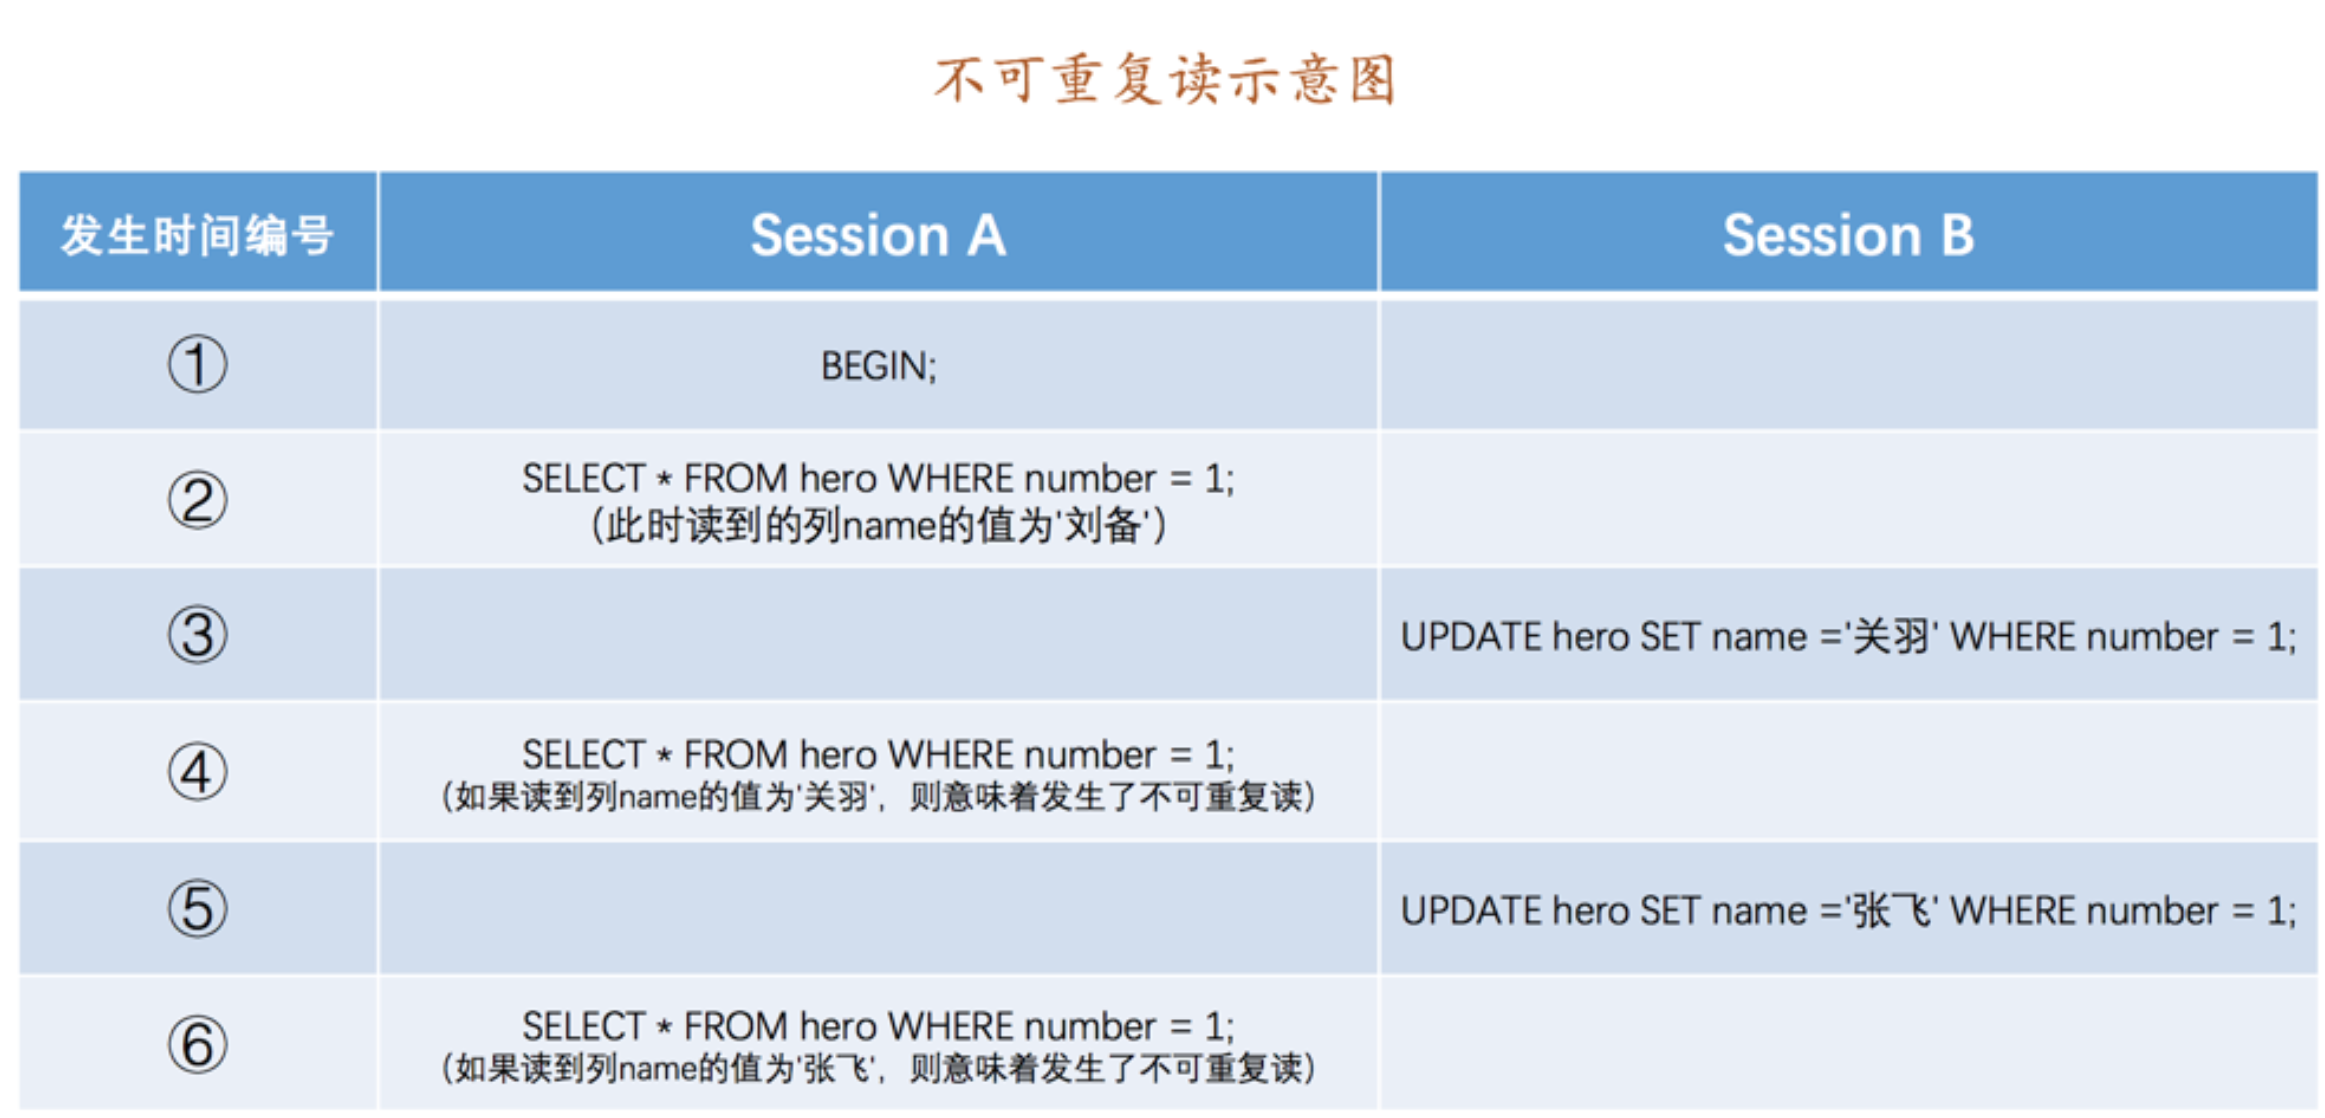 不可重复读示意图
发生时间编号 Session A Session B
① BEGIN;
② SELECT * FROM hero WHERE number = 1;
(此时读到的列name的值为'刘备')
③ UPDATE hero SET name ='关羽' WHERE number = 1;
④ SELECT * FROM hero WHERE number = 1;
(如果读到列name的值为'关羽',则意味着发生了不可重复读)
⑤ UPDATE hero SET name ='张飞' WHERE number = 1;
⑥ SELECT * FROM hero WHERE number = 1;
(如果读到列name的值为'张飞',则意味着发生了不可重复读)